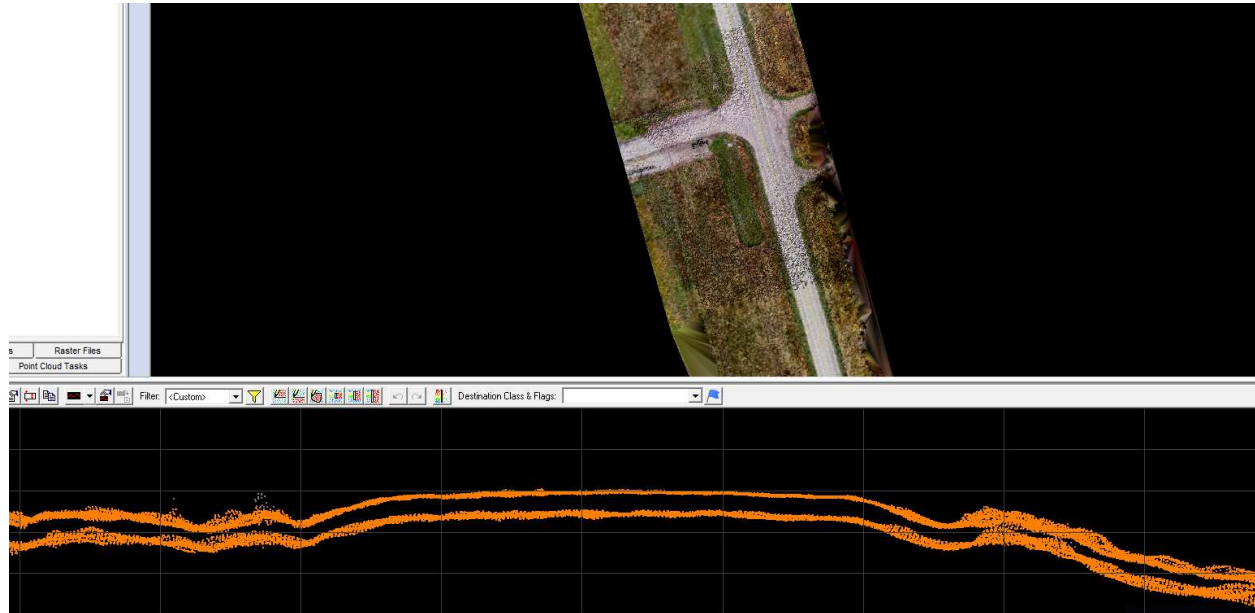 s
Raster Files
Point Cloud Tasks
Filter: <Custom>
Destination Class & Flags: